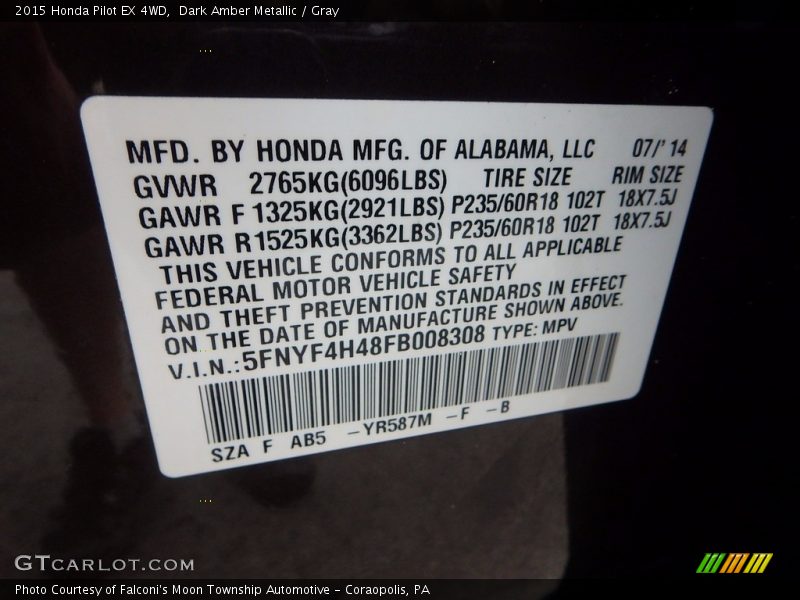 2015 Honda Pilot EX 4WD,  Dark Amber Metallic / Gray
MFD. BY HONDA MFG. OF ALABAMA, LLC 07/' 14
GVWR 2765KG(6096LBS) TIRE SIZE RIM SIZE
GAWR F 1325KG(2921LBS) P235/60R18 102T 18X7.5J
GAWR R 1525KG(3362LBS) P235/60R18 102T 18X7.5J
THIS VEHICLE CONFORMS TO ALL APPLICABLE
FEDERAL MOTOR VEHICLE SAFETY
AND THEFT PREVENTION STANDARDS IN EFFECT
ON THE DATE OF MANUFACTURE SHOWN ABOVE.
V.I.N.:5FNYF4H48FB008308 TYPE: MPV
SZA F AB5 -YR587M -F -B
GTCARLOT.COM
Photo Courtesy of Falconi's Moon Township Automotive - Coraopolis, PA